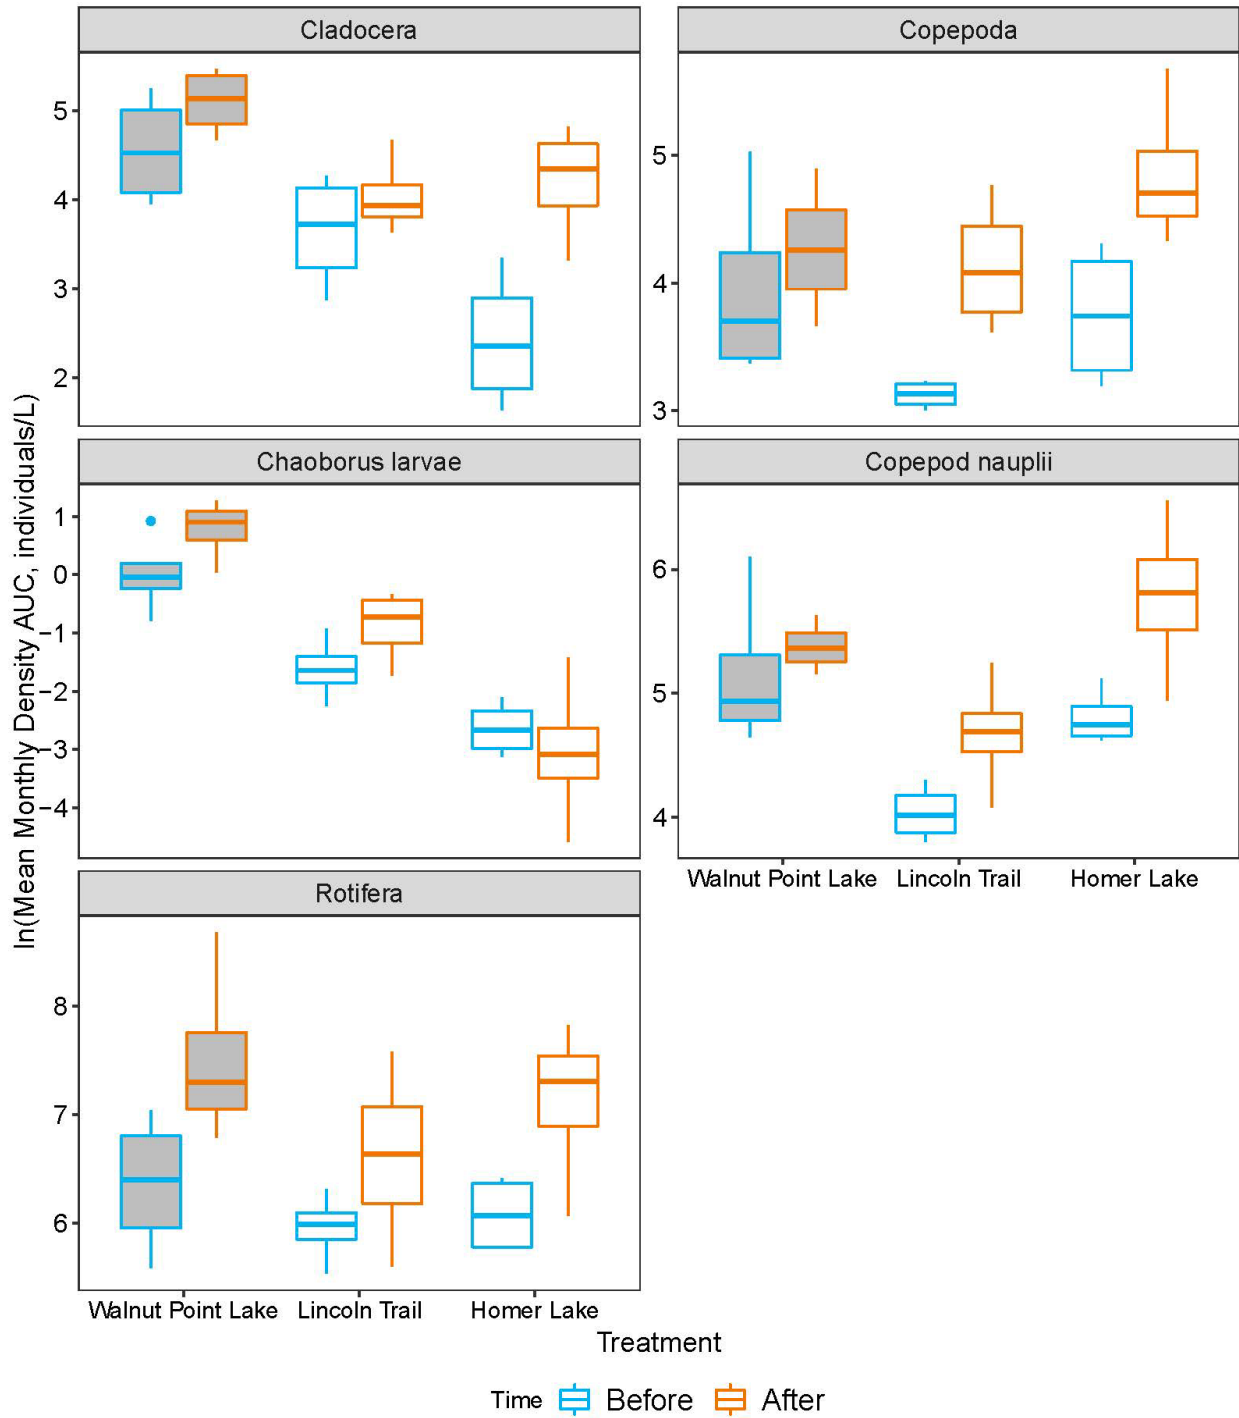 Cladocera
5
4
3
2
Copepoda
5
4
3
Chaoborus larvae
1
0
−1
−2
−3
−4
Copepod nauplii
6
5
4
Walnut Point Lake Lincoln Trail Homer Lake
Rotifera
8
7
6
Walnut Point Lake Lincoln Trail Homer Lake
ln(Mean Monthly Density AUC, individuals/L)
Treatment
Time Before After